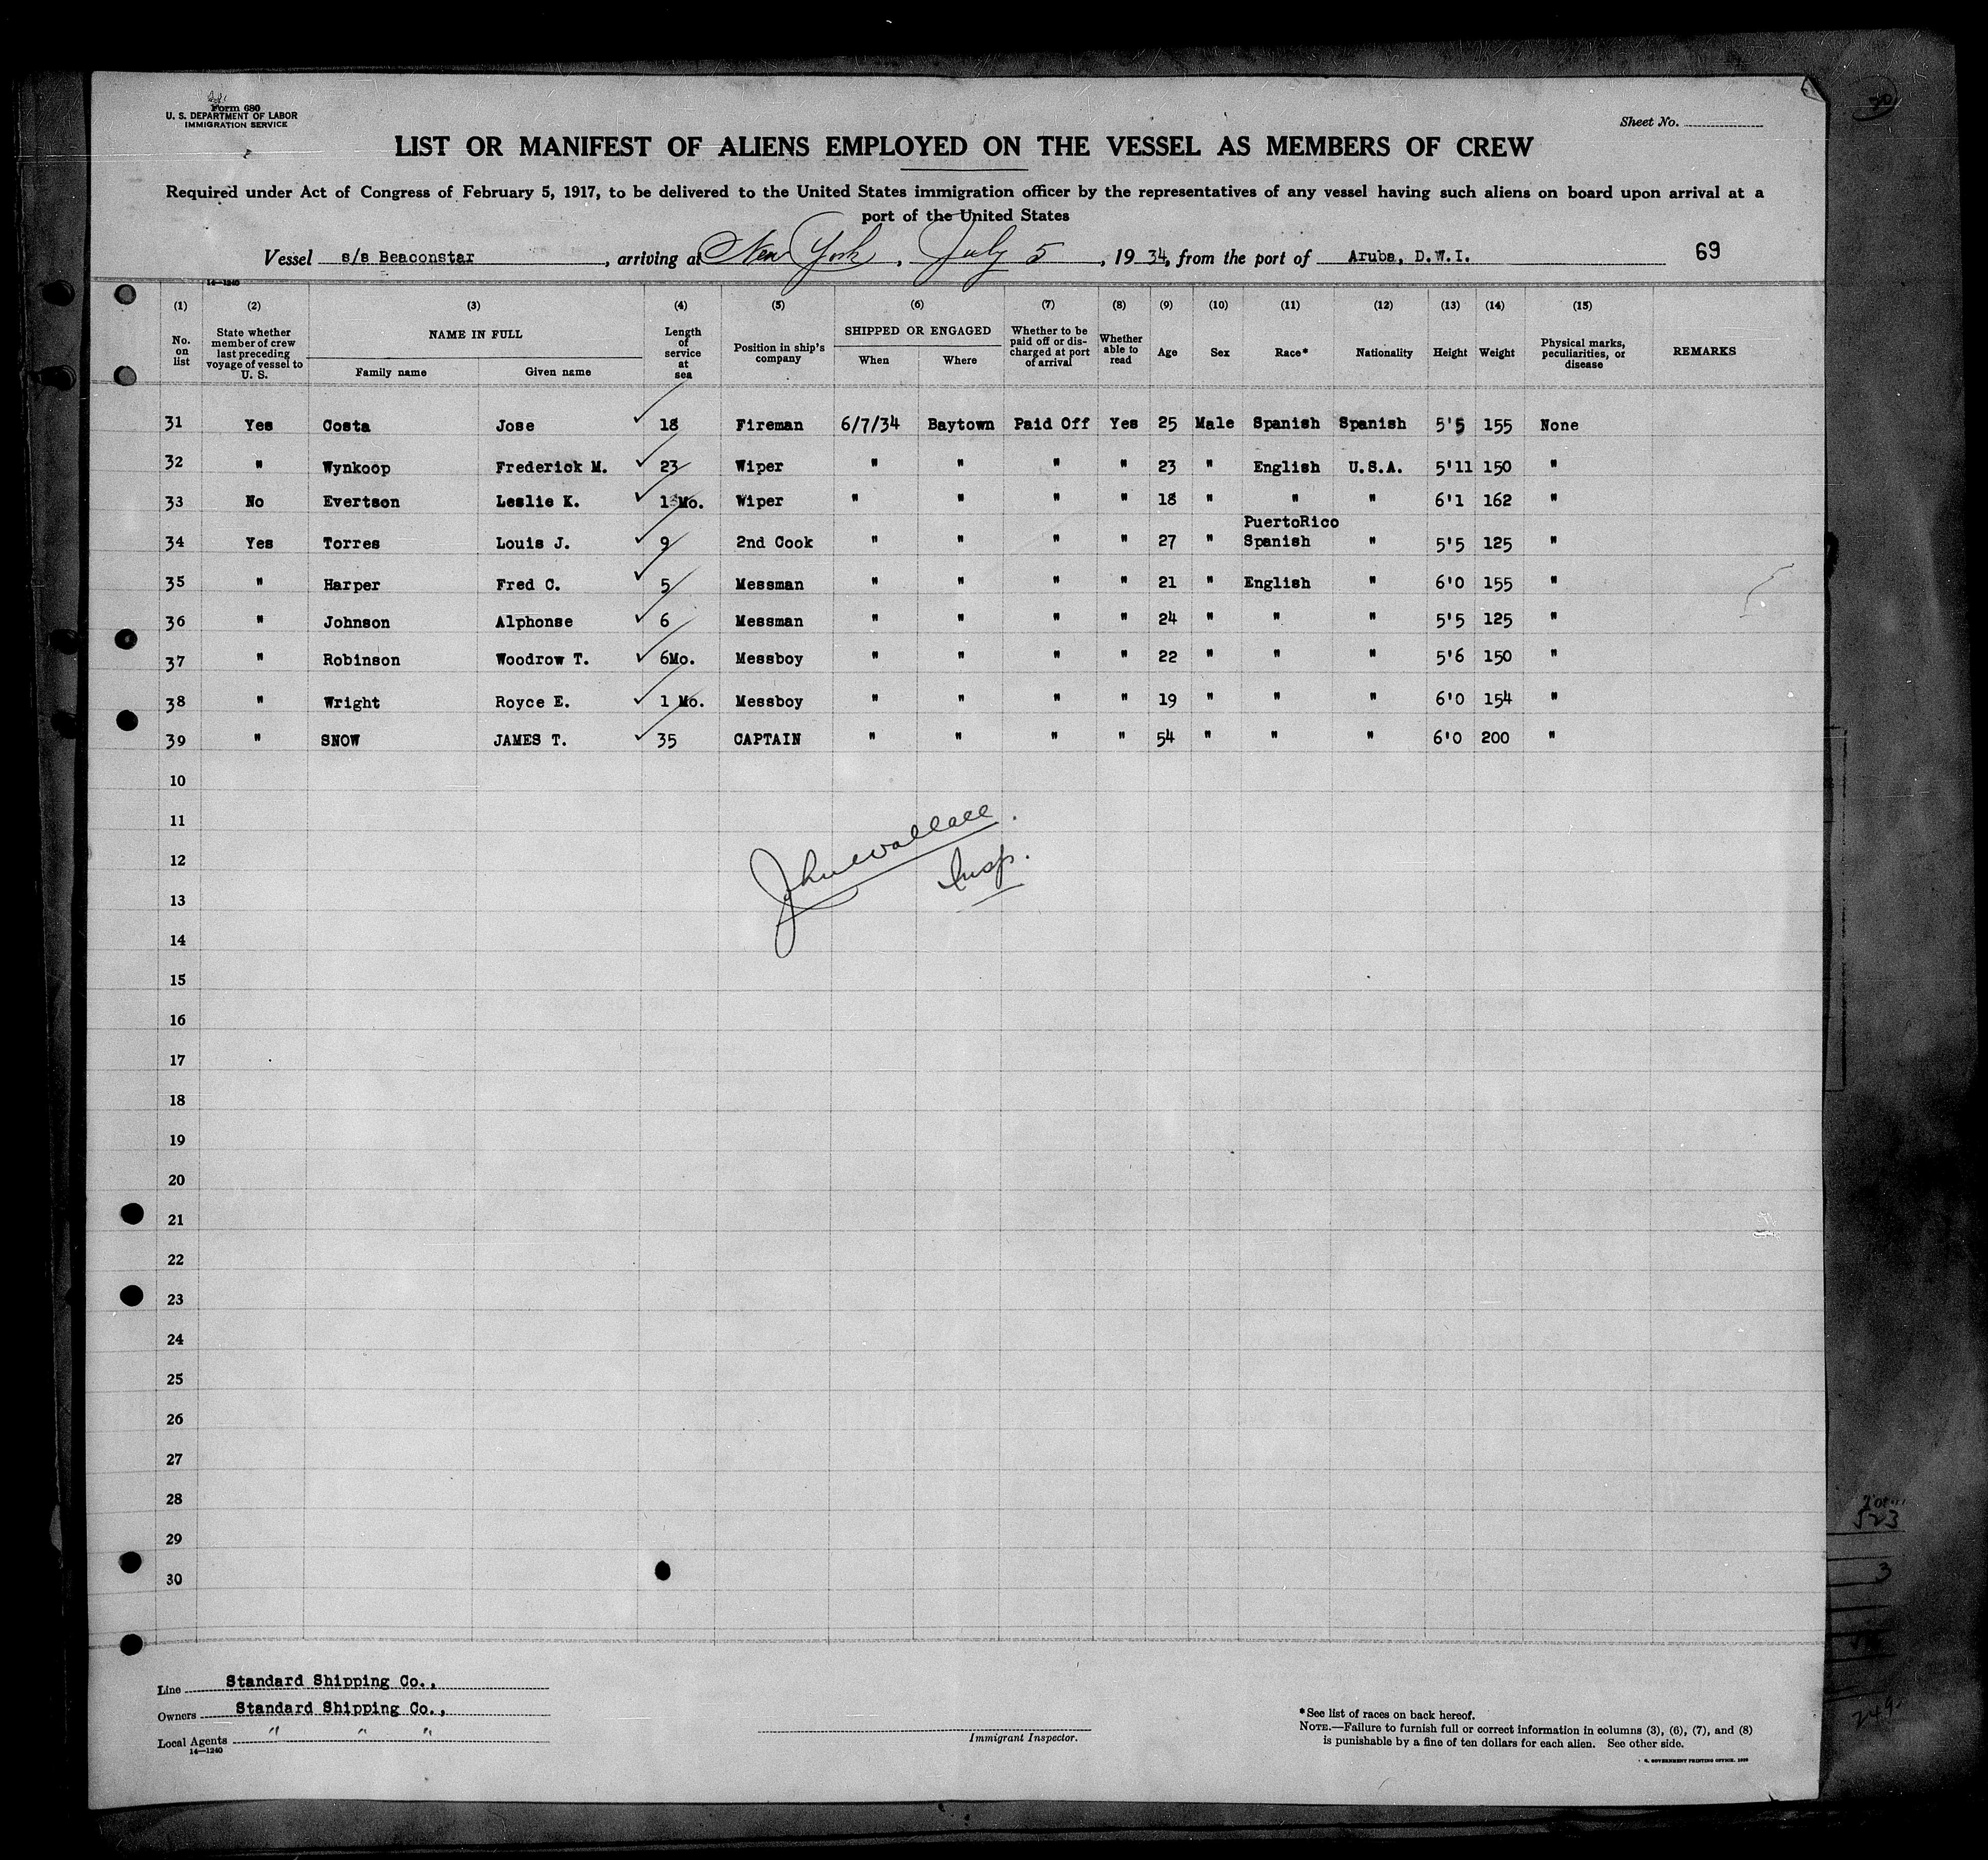 Form 680
U. S. DEPARTMENT OF LABOR
IMMIGRATION SERVICE
Sheet No.
LIST OR MANIFEST OF ALIENS EMPLOYED ON THE VESSEL AS MEMBERS OF CREW
Required under Act of Congress of February 5, 1917, to be delivered to the United States immigration officer by the representatives of any vessel having such aliens on board upon arrival at a
port of the United States
Vessel s/s Beaconstar, arriving at New York, July 5, 1934, from the port of Aruba, D.W.I. 69
14—1240
(1) (2) (3) (4) (5) (6) (7) (8) (9) (10) (11) (12) (13) (14) (15)
No. on list State whether member of crew last preceding voyage of vessel to U. S. NAME IN FULL Family name Given name Length of service at sea Position in ship's company SHIPPED OR ENGAGED When Where Whether to be paid off or discharged at port of arrival Whether able to read Age Sex Race* Nationality Height Weight Physical marks, peculiarities, or disease REMARKS
31 Yes Costa Jose 18 Fireman 6/7/34 Baytown Paid Off Yes 25 Male Spanish Spanish 5'5 155 None
32 " Wynkoop Frederick M. 23 Wiper " " " " 23 " English U.S.A. 5'11 150 "
33 No Evertson Leslie K. 1 Mo. Wiper " " " " 18 " " " 6'1 162 "
PuertoRico
34 Yes Torres Louis J. 9 2nd Cook " " " " 27 " Spanish " 5'5 125 "
35 " Harper Fred C. 5 Messman " " " " 21 " English " 6'0 155 "
36 " Johnson Alphonse 6 Messman " " " " 24 " " " 5'5 125 "
37 " Robinson Woodrow T. 6Mo. Messboy " " " " 22 " " " 5'6 150 "
38 " Wright Royce E. 1 Mo. Messboy " " " " 19 " " " 6'0 154 "
39 " SNOW JAMES T. 35 CAPTAIN " " " " 54 " " " 6'0 200 "
10
11
John Wallace.
12
Insp.
13
14
15
16
17
18
19
20
21
22
23
24
25
26
27
28
29
30
523
3
Line Standard Shipping Co.,
Owners Standard Shipping Co.,
Local Agents " " "
14—1240
Immigrant Inspector.
*See list of races on back hereof.
NOTE.—Failure to furnish full or correct information in columns (3), (6), (7), and (8)
is punishable by a fine of ten dollars for each alien. See other side.